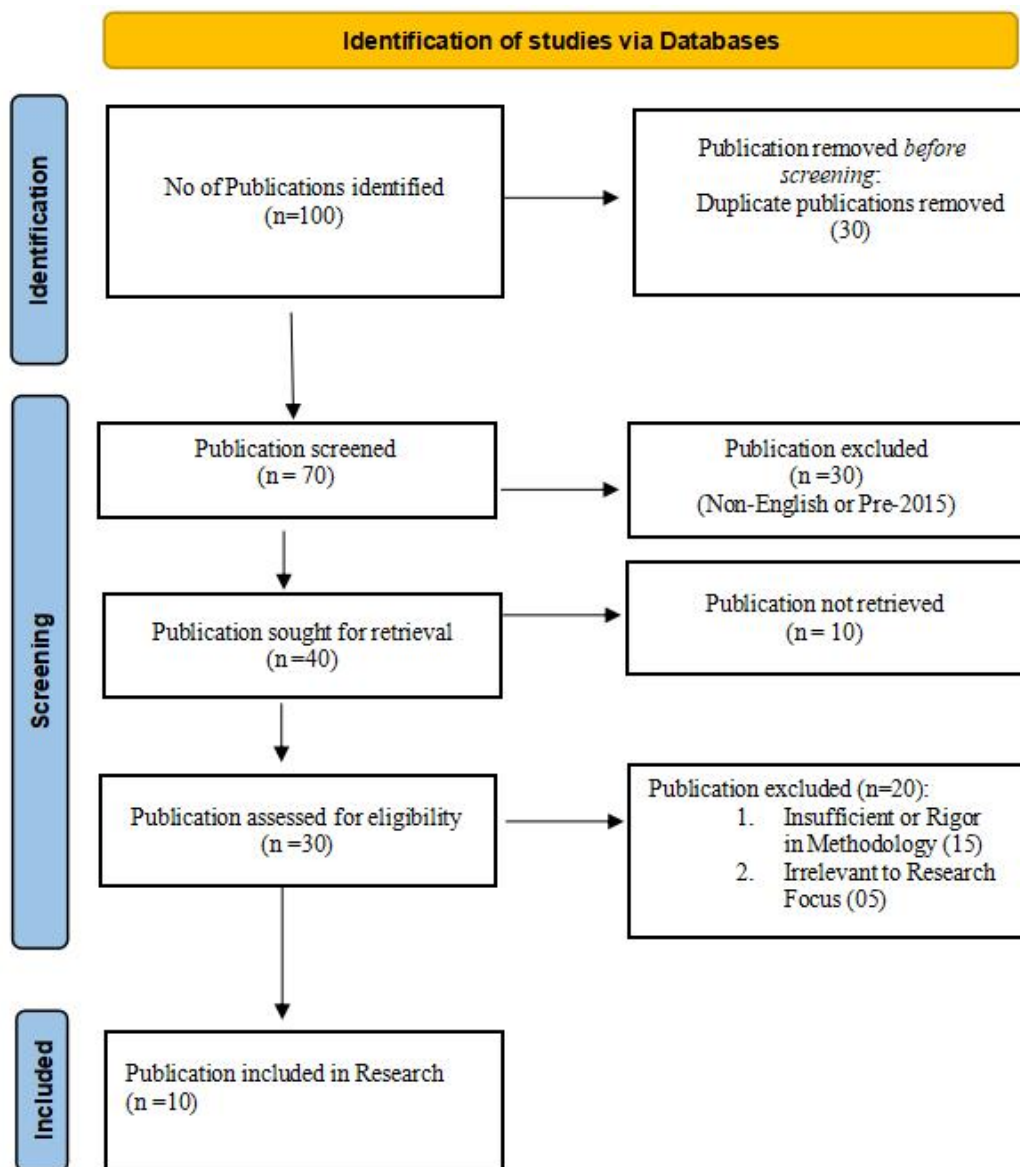 Identification of studies via Databases
Identification
No of Publications identified
(n=100)
Publication removed before
screening:
Duplicate publications removed
(30)
Screening
Publication screened
(n = 70)
Publication excluded
(n =30)
(Non-English or Pre-2015)
Publication sought for retrieval
(n =40)
Publication not retrieved
(n = 10)
Publication assessed for eligibility
(n =30)
Publication excluded (n=20):
1. Insufficient or Rigor
in Methodology (15)
2. Irrelevant to Research
Focus (05)
Included
Publication included in Research
(n =10)